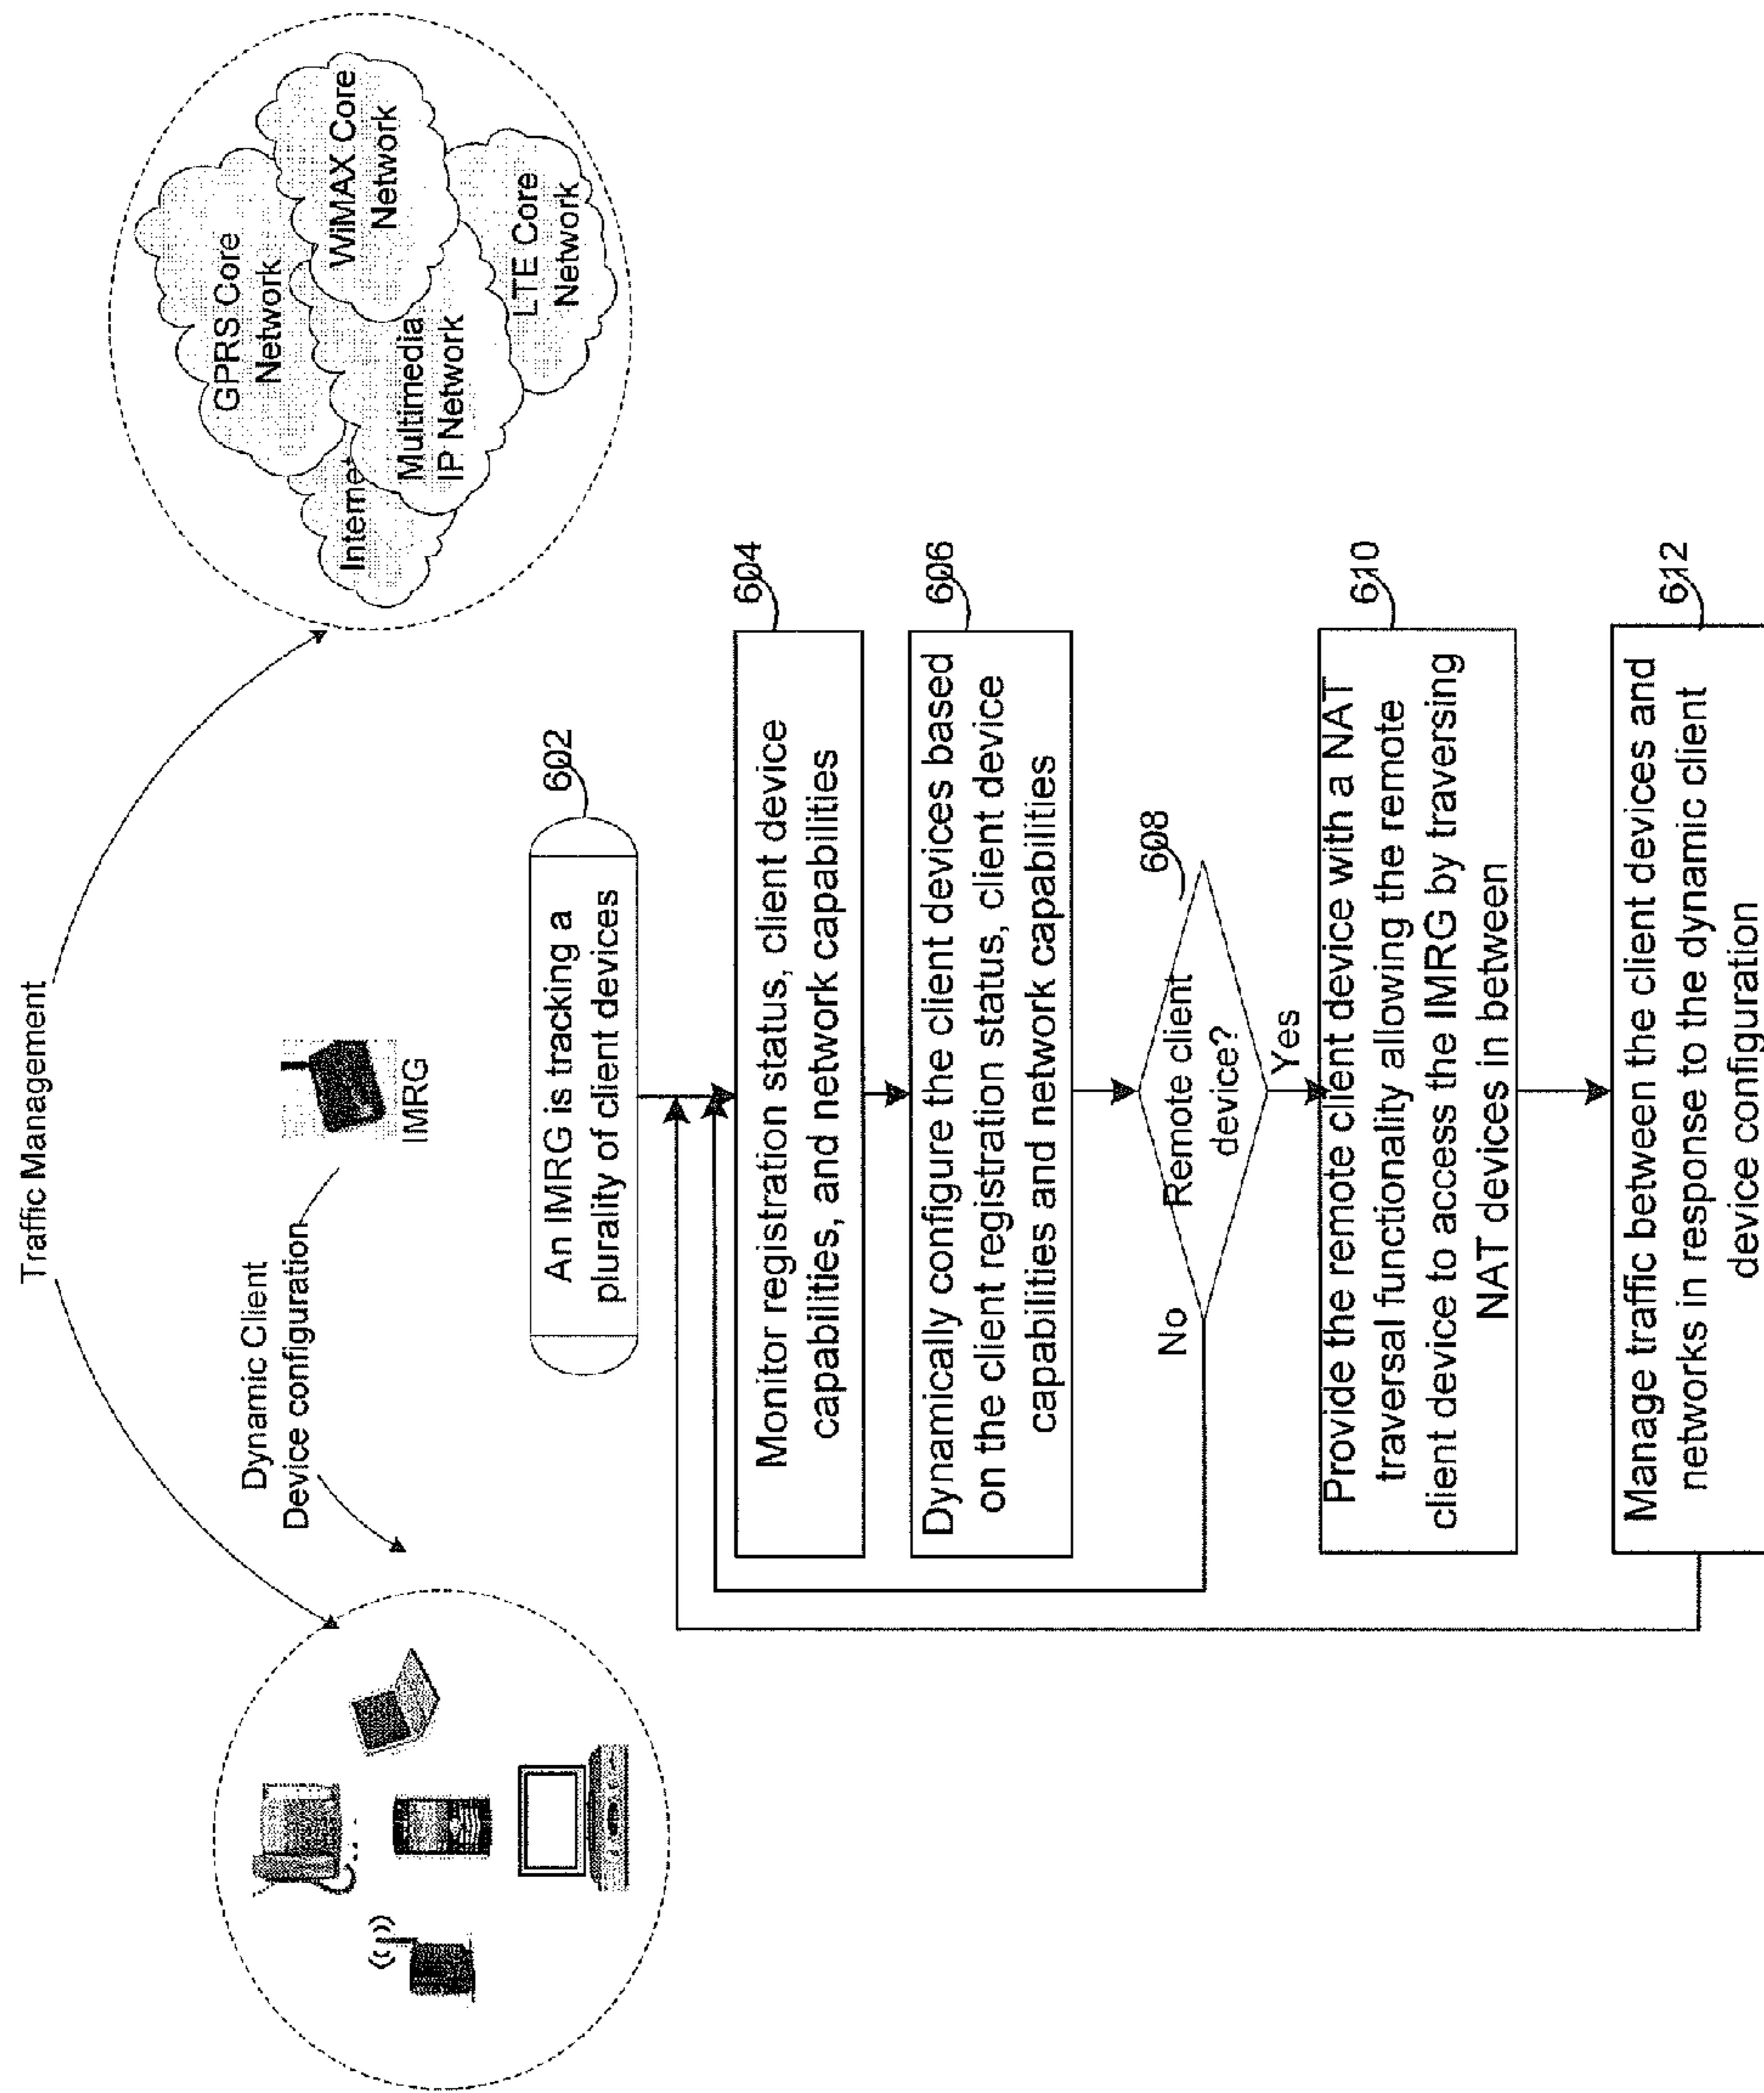 Traffic Management
Dynamic Client
Device configuration
IMRG
GPRS Core
Network
WiMAX Core
Network
Internet
Multimedia
IP Network
LTE Core
Network
602
An IMRG is tracking a
plurality of client devices
604
Monitor registration status, client device
capabilities, and network capabilities
606
Dynamically configure the client devices based
on the client registration status, client device
capabilities and network capabilities
608
Remote client
device?
No
Yes
610
Provide the remote client device with a NAT
traversal functionality allowing the remote
client device to access the IMRG by traversing
NAT devices in between
612
Manage traffic between the client devices and
networks in response to the dynamic client
device configuration